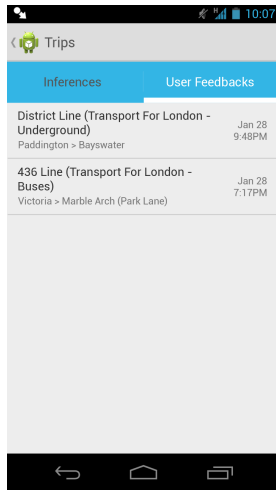 H 10:07
Trips
Inferences User Feedbacks
District Line (Transport For London -
Underground)
Paddington > Bayswater
Jan 28
9:48PM
436 Line (Transport For London -
Buses)
Victoria > Marble Arch (Park Lane)
Jan 28
7:17PM